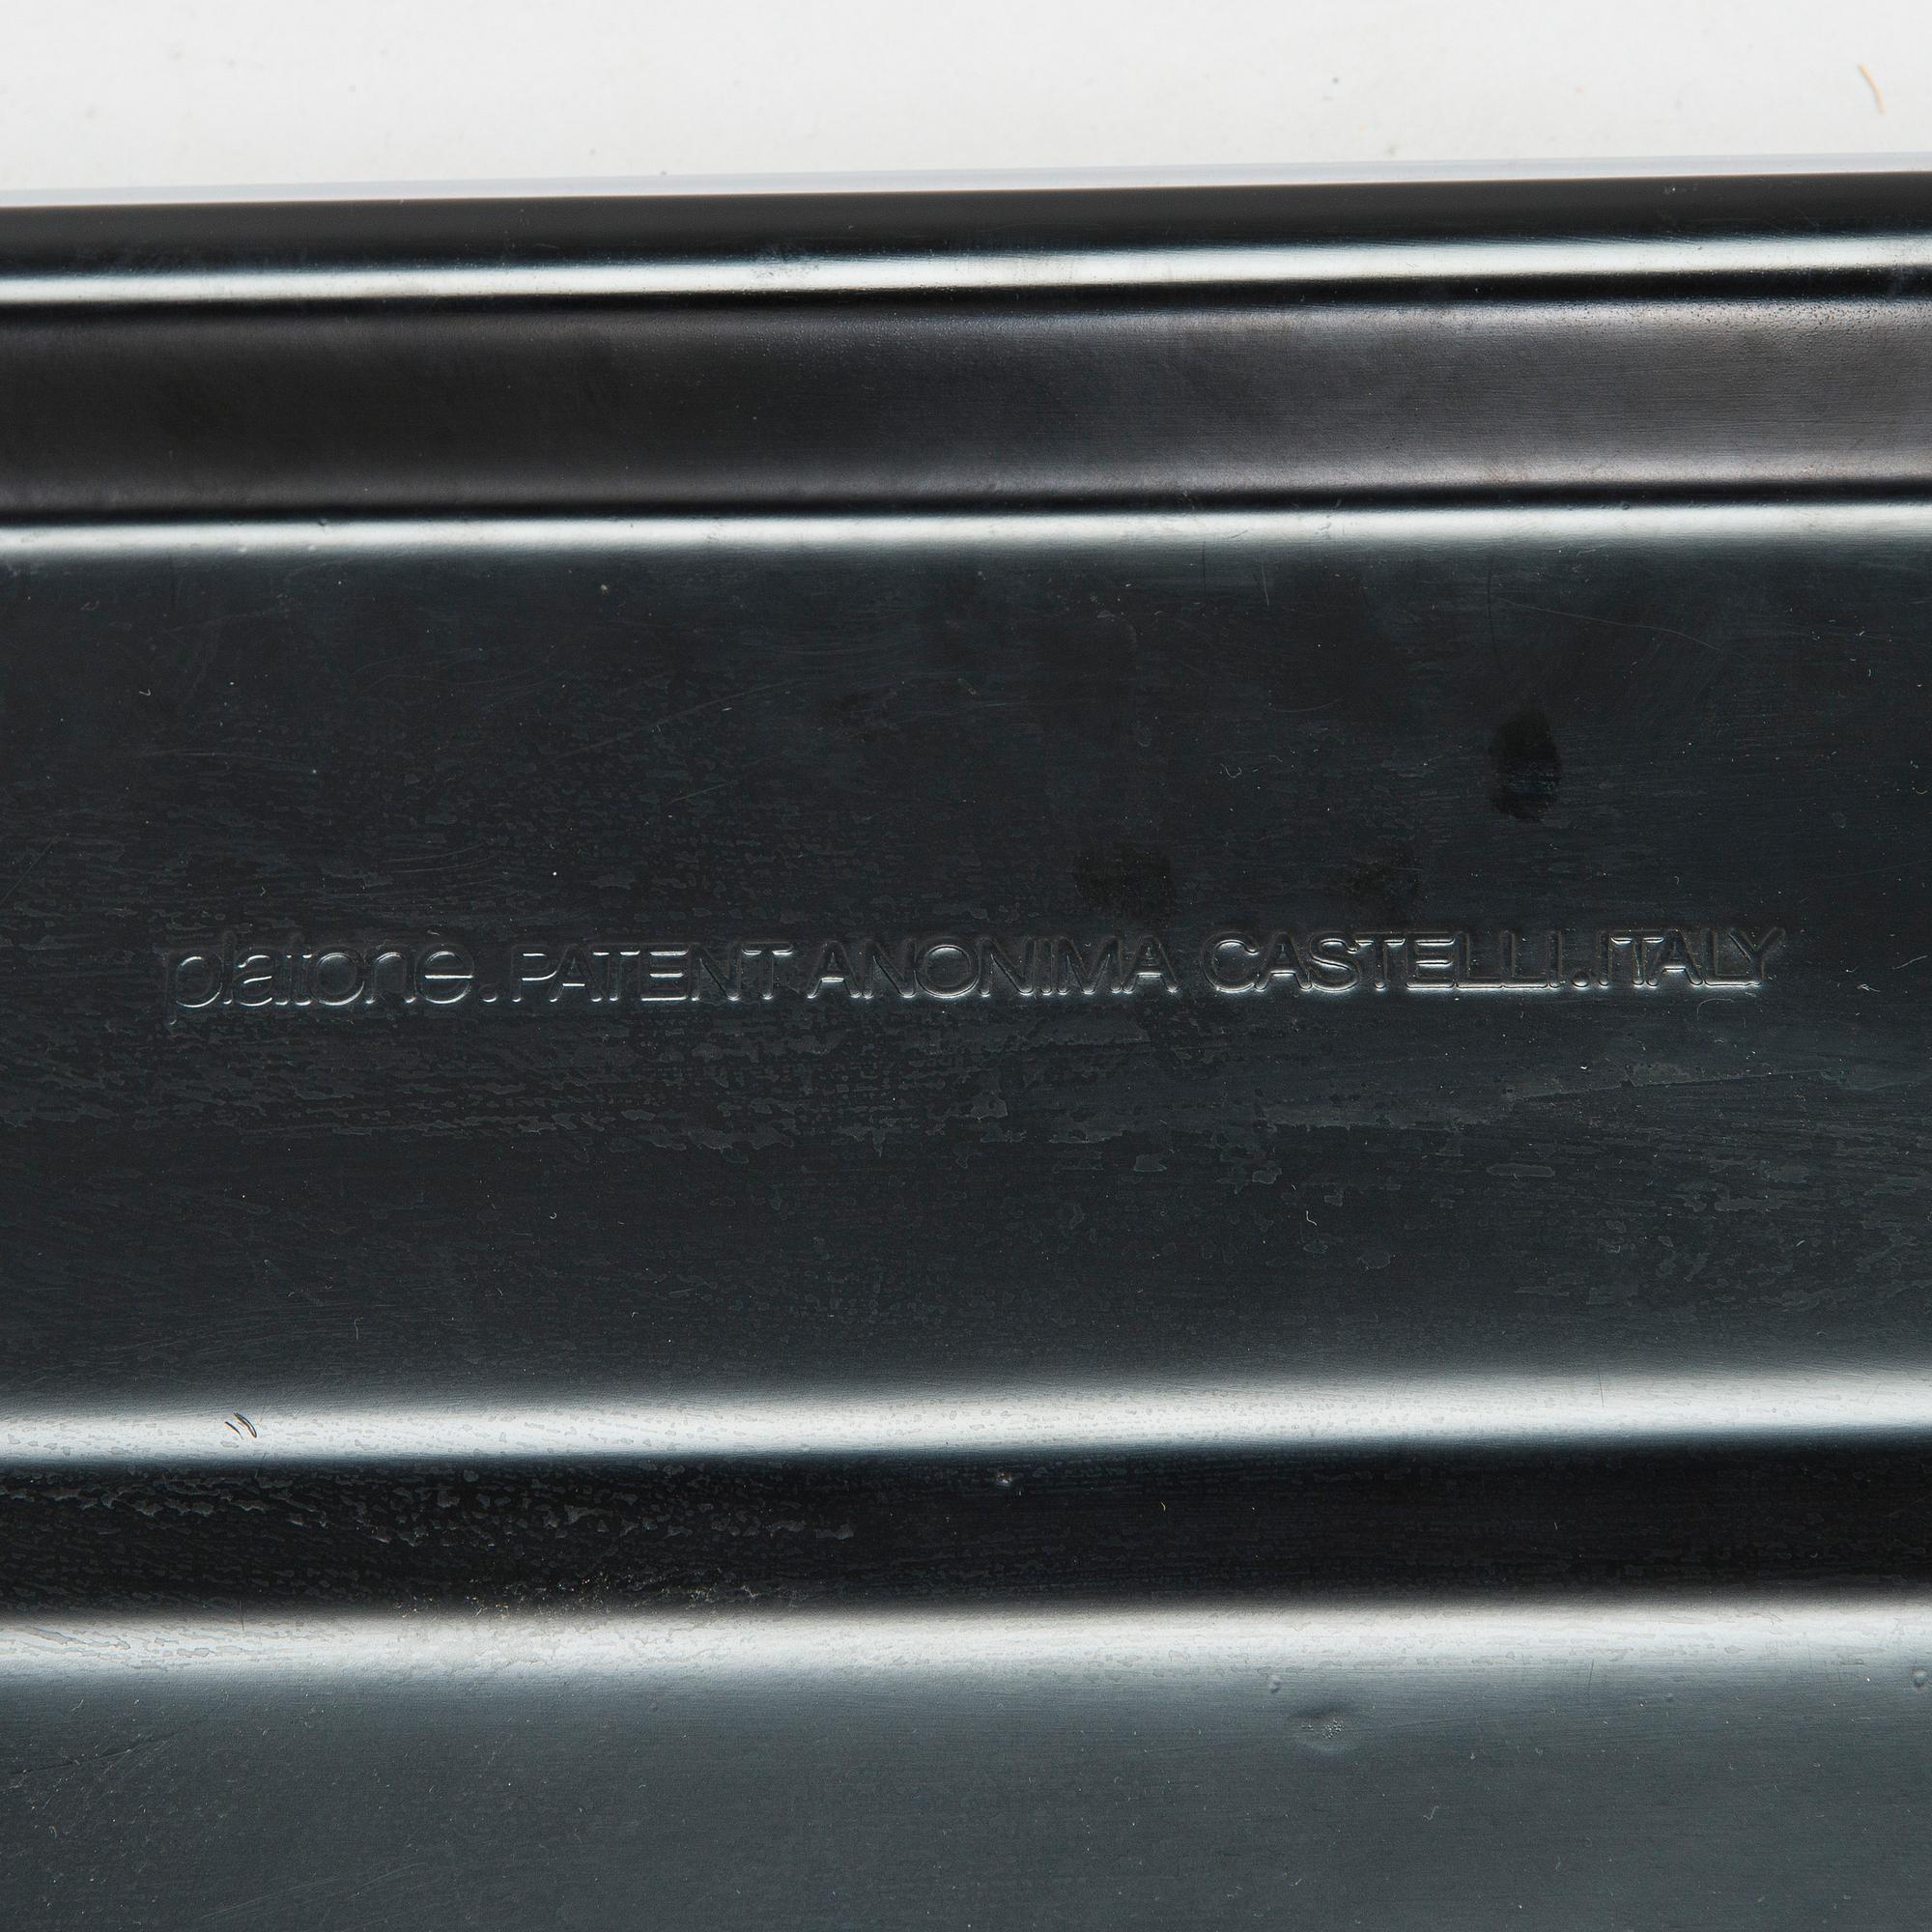 platone. PATENT ANONIMA CASTELLI. ITALY